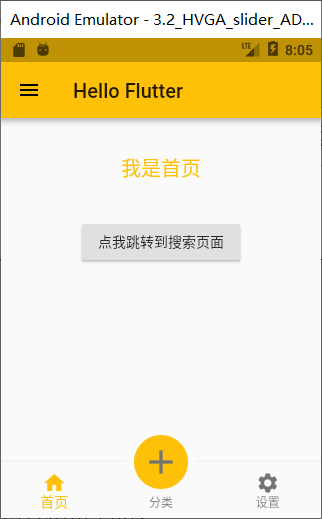 Android Emulator - 3.2_HVGA_slider_AD...
LTE 8:05
Hello Flutter
我是首页
点我跳转到搜索页面
首页
分类
设置